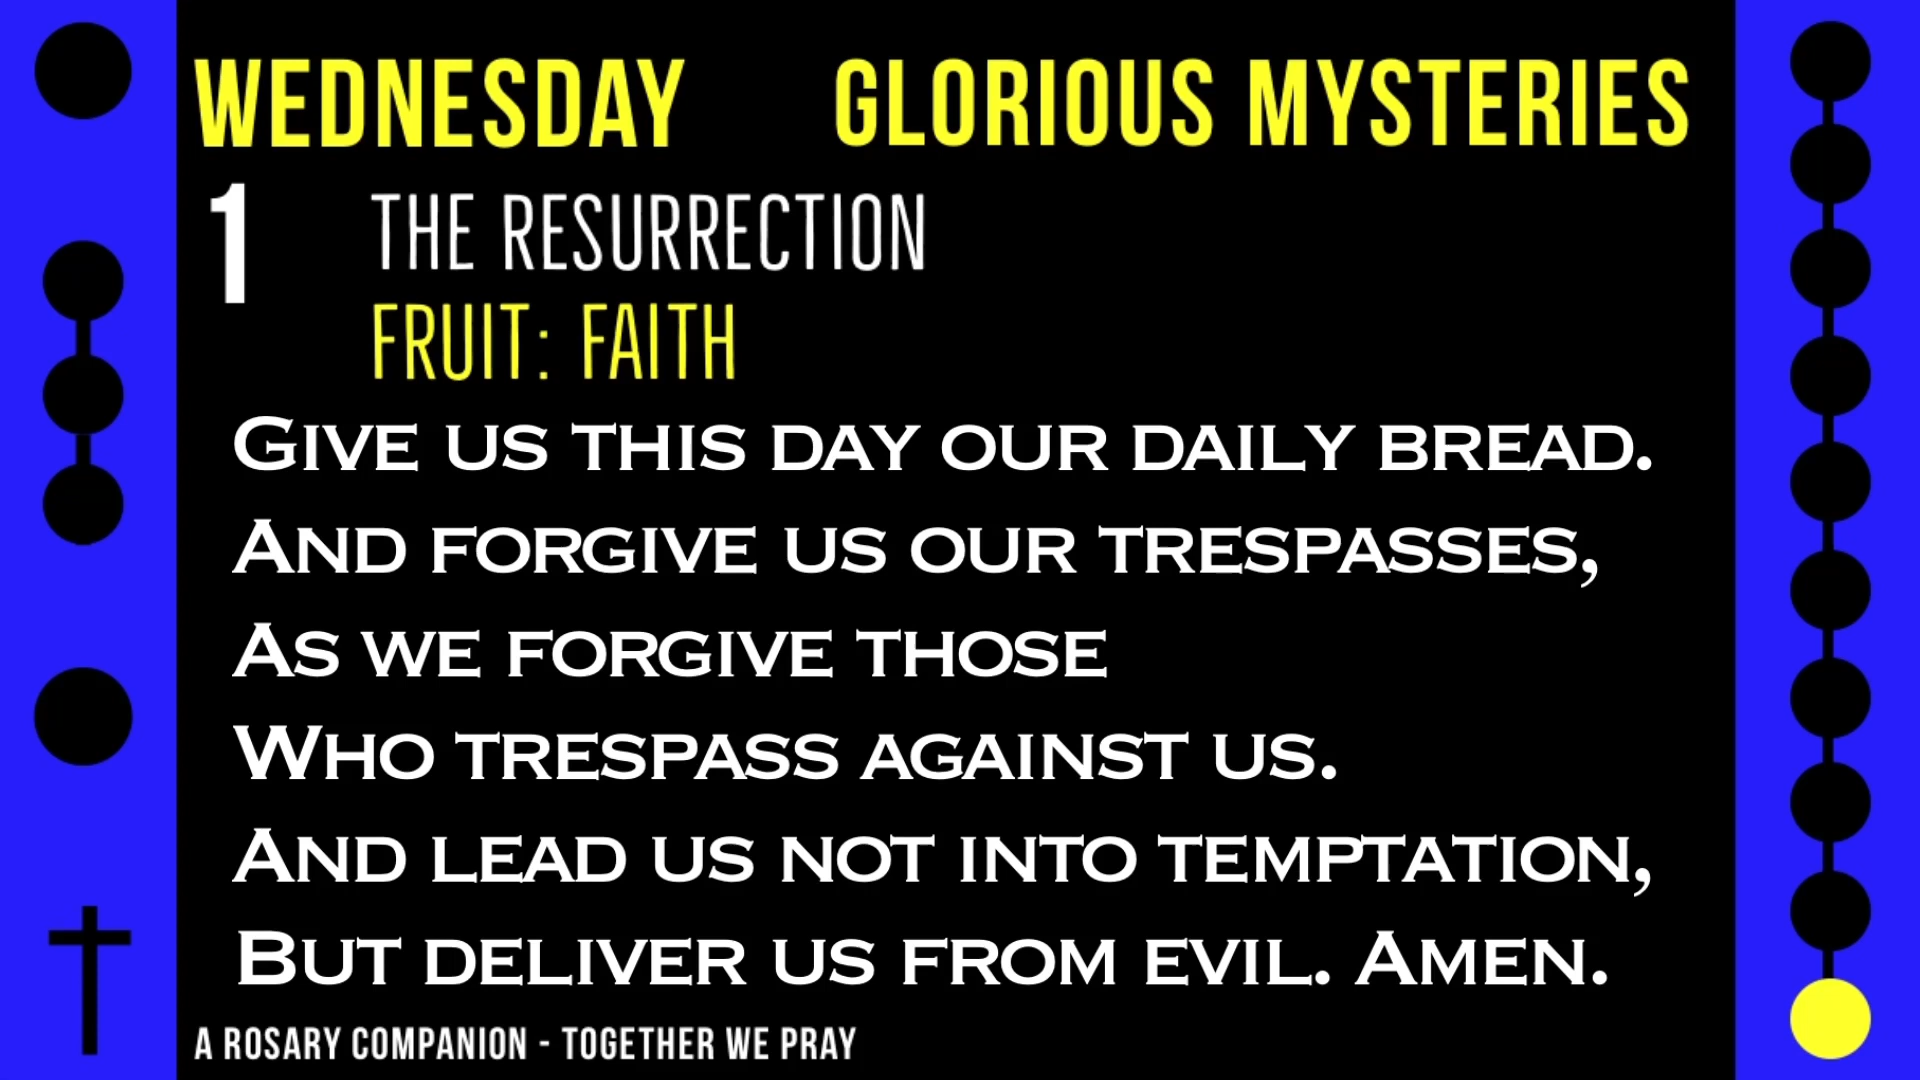 WEDNESDAY GLORIOUS MYSTERIES
1 THE RESURRECTION
FRUIT: FAITH
GIVE US THIS DAY OUR DAILY BREAD.
AND FORGIVE US OUR TRESPASSES,
AS WE FORGIVE THOSE
WHO TRESPASS AGAINST US.
AND LEAD US NOT INTO TEMPTATION,
BUT DELIVER US FROM EVIL. AMEN.
A ROSARY COMPANION - TOGETHER WE PRAY